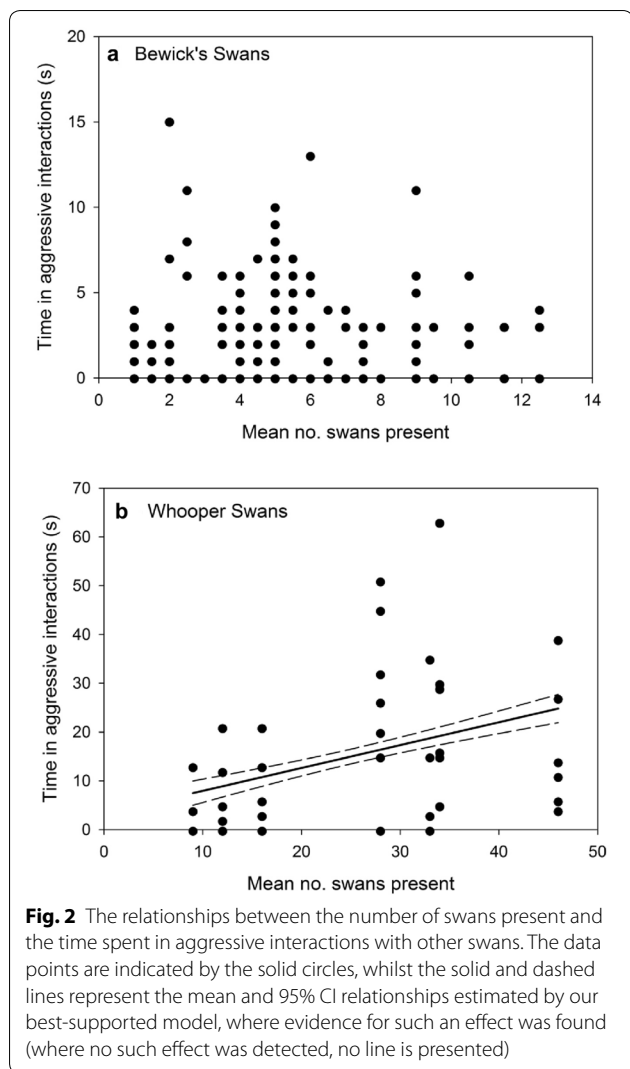 20
a Bewick's Swans
15
10
5
0
Time in aggressive interactions (s)
0 2 4 6 8 10 12 14
Mean no. swans present
70
b Whooper Swans
60
50
40
30
20
10
0
Time in aggressive interactions (s)
0 10 20 30 40 50
Mean no. swans present
Fig. 2 The relationships between the number of swans present and
the time spent in aggressive interactions with other swans. The data
points are indicated by the solid circles, whilst the solid and dashed
lines represent the mean and 95% CI relationships estimated by our
best-supported model, where evidence for such an effect was found
(where no such effect was detected, no line is presented)